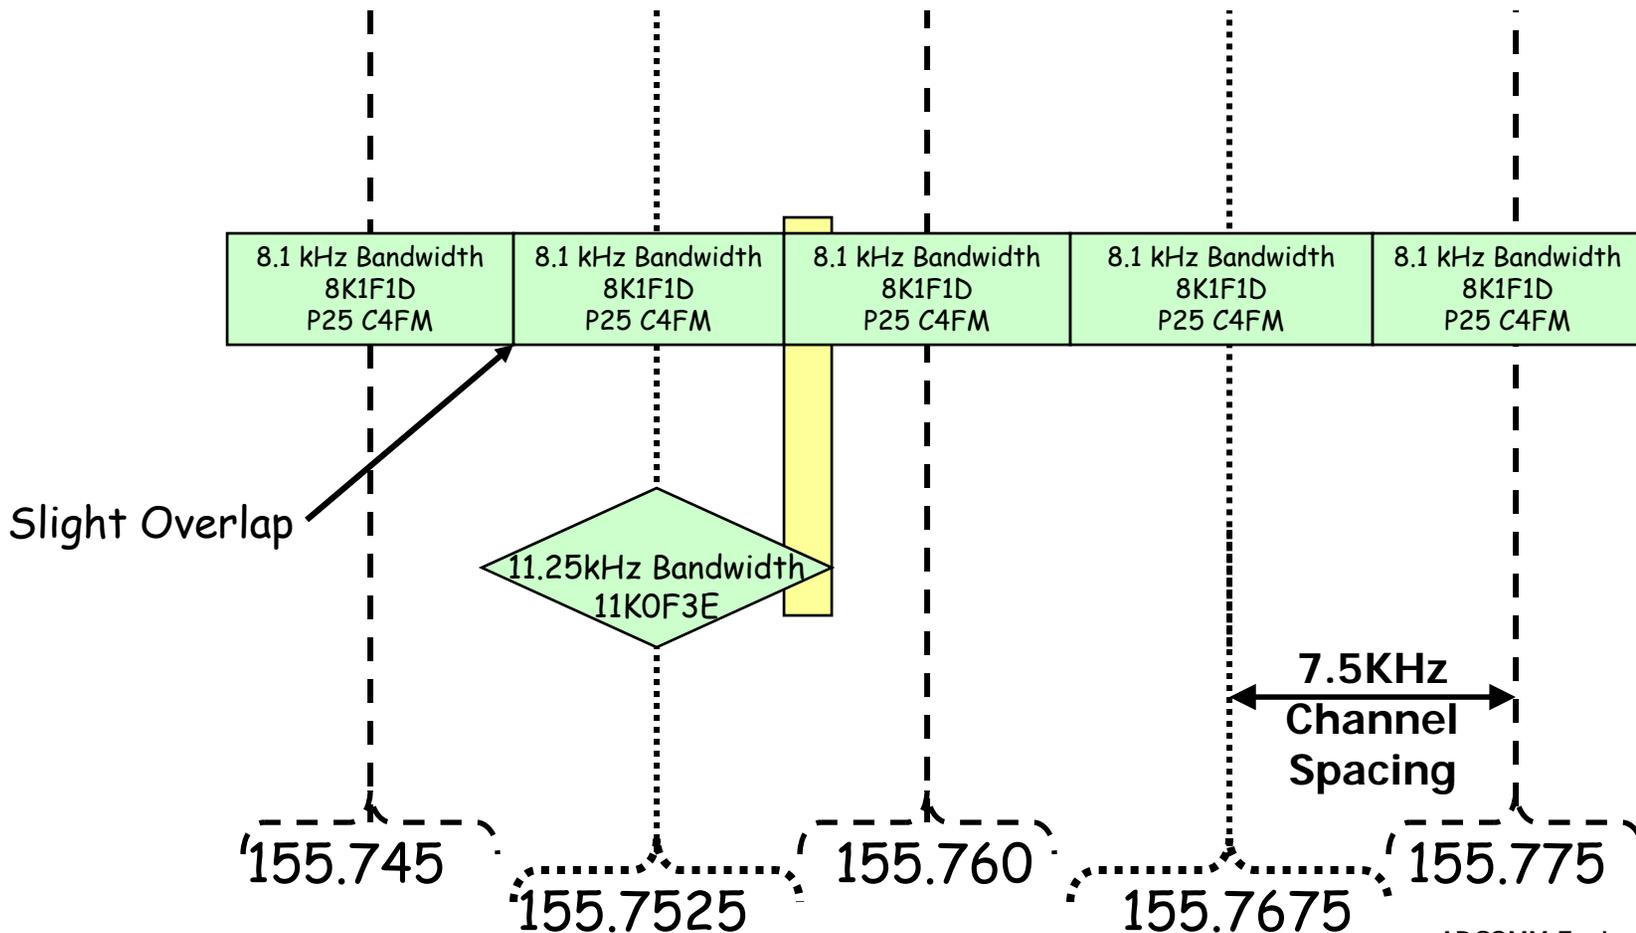 8.1 kHz Bandwidth
8K1F1D
P25 C4FM
8.1 kHz Bandwidth
8K1F1D
P25 C4FM
8.1 kHz Bandwidth
8K1F1D
P25 C4FM
8.1 kHz Bandwidth
8K1F1D
P25 C4FM
8.1 kHz Bandwidth
8K1F1D
P25 C4FM
Slight Overlap
11.25kHz Bandwidth
11K0F3E
7.5KHz
Channel
Spacing
155.745
155.7525
155.760
155.7675
155.775